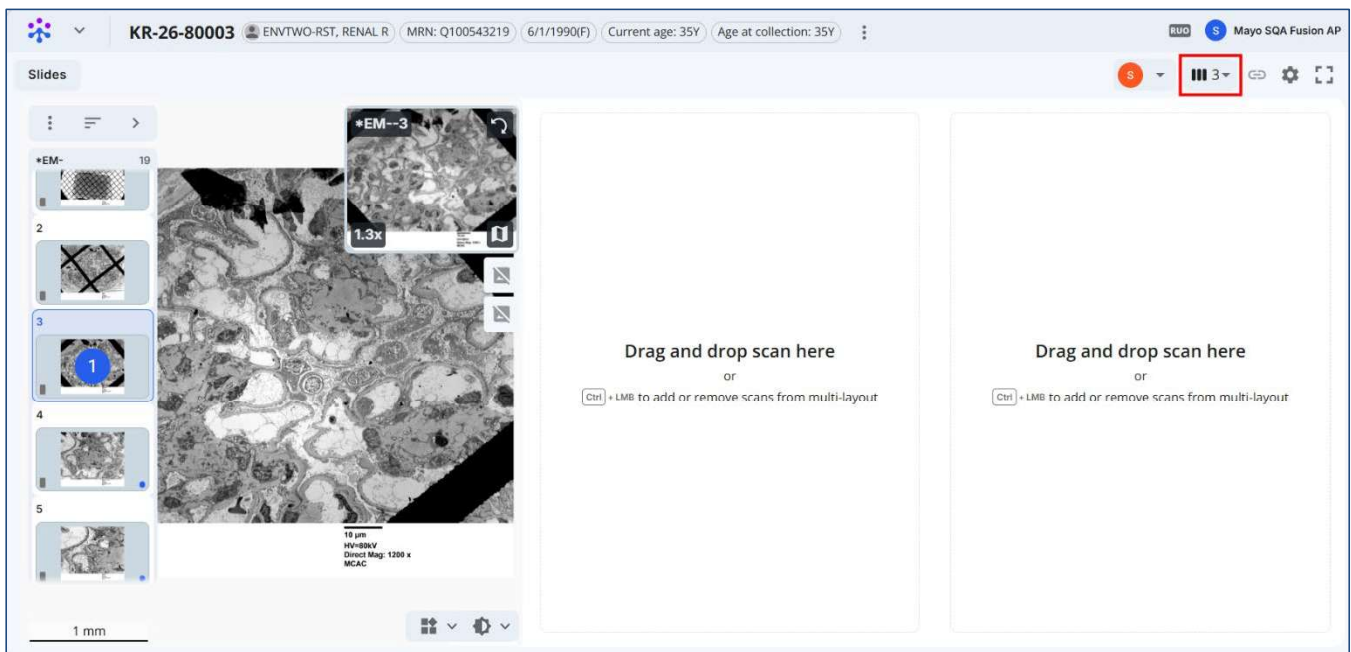 KR-26-80003 ENVTWO-RST, RENAL R MRN: Q100543219 6/1/1990(F) Current age: 35Y Age at collection: 35Y RUO S Mayo SQA Fusion AP
Slides S 3
*EM- 19
2
3
1
4
5
1 mm
*EM--3
1.3x
10 µm
HV=80kV
Direct Mag: 1200 x
MCAC
Drag and drop scan here
or
Ctrl + LMB to add or remove scans from multi-layout
Drag and drop scan here
or
Ctrl + LMB to add or remove scans from multi-layout